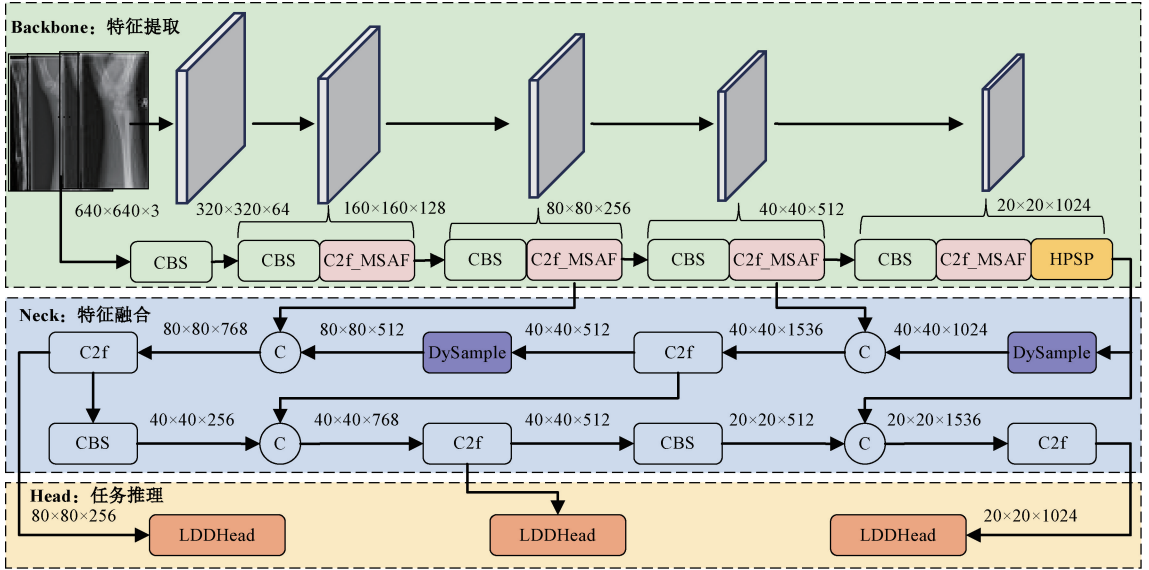 Backbone：特征提取
640×640×3
320×320×64
160×160×128
80×80×256
40×40×512
20×20×1024
CBS
CBS
C2f_MSAF
CBS
C2f_MSAF
CBS
C2f_MSAF
CBS
C2f_MSAF
HPSP
Neck：特征融合
C2f
80×80×768
C
80×80×512
DySample
40×40×512
C2f
40×40×1536
C
40×40×1024
DySample
CBS
40×40×256
C
40×40×768
C2f
40×40×512
CBS
20×20×512
C
20×20×1536
C2f
Head：任务推理
80×80×256
LDDHead
LDDHead
LDDHead
20×20×1024